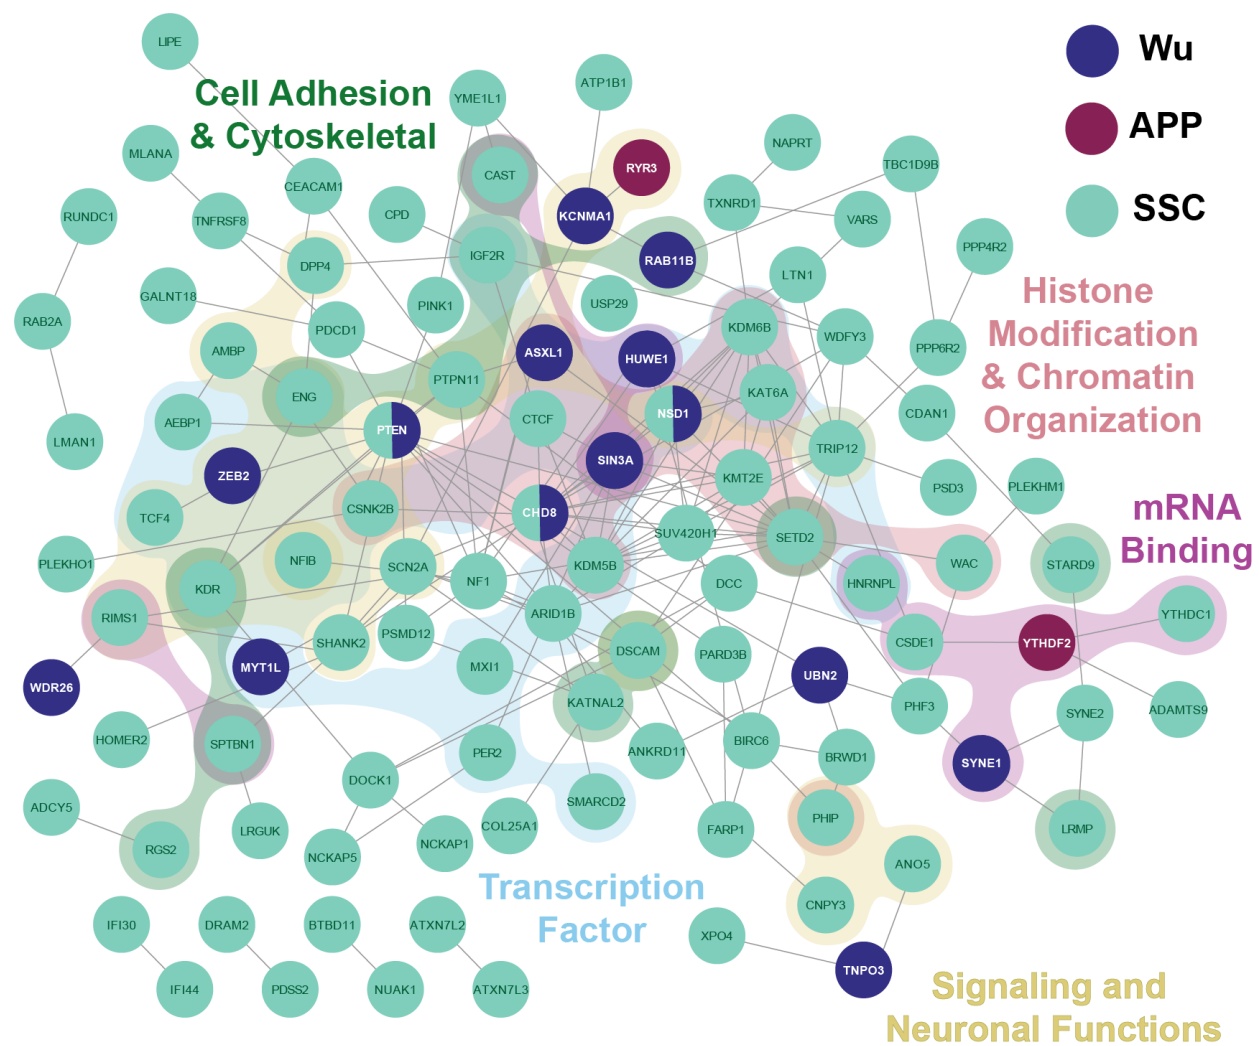 LIPE
Wu
Cell Adhesion
& Cytoskeletal
YME1L1
ATP1B1
APP
MLANA
NAPRT
CAST
RYR3
TBC1D9B
CEACAM1
SSC
RUNDC1
TNFRSF8
CPD
KCNMA1
TXNRD1
VARS
DPP4
IGF2R
RAB11B
PPP4R2
LTN1
GALNT18
PINK1
USP29
Histone
Modification
& Chromatin
Organization
RAB2A
PDCD1
KDM6B
WDFY3
PPP6R2
AMBP
ASXL1
HUWE1
PTPN11
ENG
KAT6A
CDAN1
AEBP1
PTEN
CTCF
NSD1
LMAN1
TRIP12
ZEB2
SIN3A
KMT2E
PSD3
PLEKHM1
TCF4
CSNK2B
CHD8
SUV420H1
SETD2
mRNA
Binding
PLEKHO1
NFIB
SCN2A
KDM5B
WAC
STARD9
KDR
NF1
DCC
HNRNPL
RIMS1
ARID1B
YTHDC1
SHANK2
PSMD12
CSDE1
YTHDF2
DSCAM
PARD3B
WDR26
MYT1L
MXI1
UBN2
KATNAL2
PHF3
SYNE2
ADAMTS9
HOMER2
SPTBN1
PER2
ANKRD11
BIRC6
BRWD1
SYNE1
DOCK1
ADCY5
SMARCD2
COL25A1
PHIP
LRGUK
FARP1
LRMP
RGS2
NCKAP5
NCKAP1
ANO5
Transcription
Factor
CNPY3
IFI30
DRAM2
BTBD11
ATXN7L2
XPO4
TNPO3
IFI44
PDSS2
NUAK1
ATXN7L3
Signaling and
Neuronal Functions